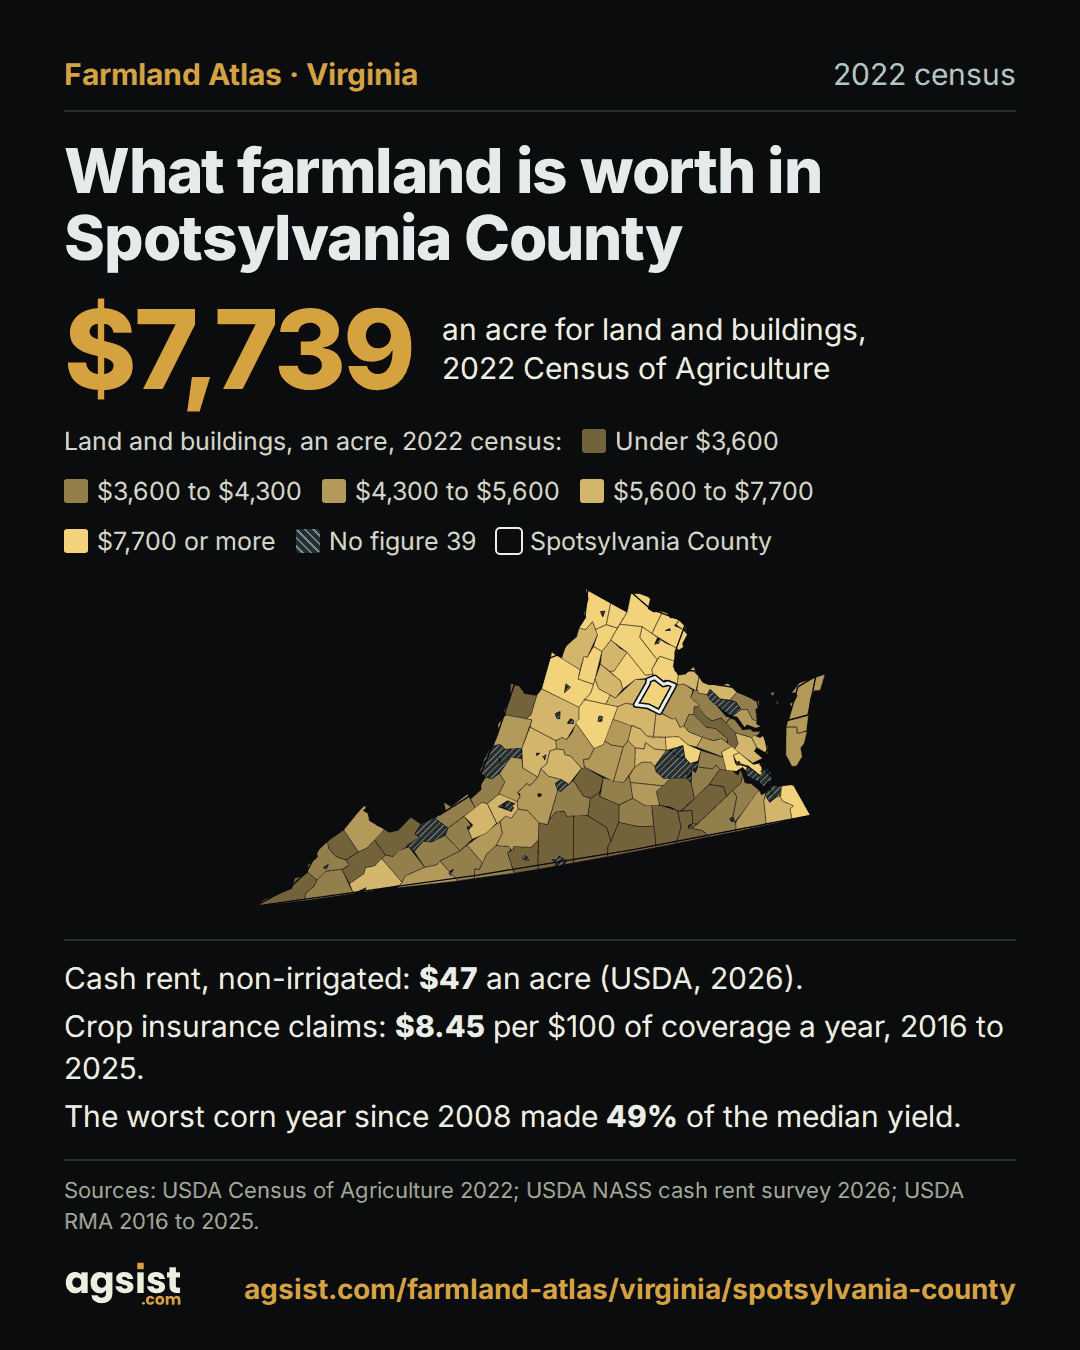 Farmland Atlas · Virginia
2022 census
What farmland is worth in
Spotsylvania County
$7,739
an acre for land and buildings,
2022 Census of Agriculture
Land and buildings, an acre, 2022 census: Under $3,600
$3,600 to $4,300 $4,300 to $5,600 $5,600 to $7,700
$7,700 or more No figure 39 Spotsylvania County
Cash rent, non-irrigated: $47 an acre (USDA, 2026).
Crop insurance claims: $8.45 per $100 of coverage a year, 2016 to
2025.
The worst corn year since 2008 made 49% of the median yield.
Sources: USDA Census of Agriculture 2022; USDA NASS cash rent survey 2026; USDA
RMA 2016 to 2025.
agsist
.com
agsist.com/farmland-atlas/virginia/spotsylvania-county